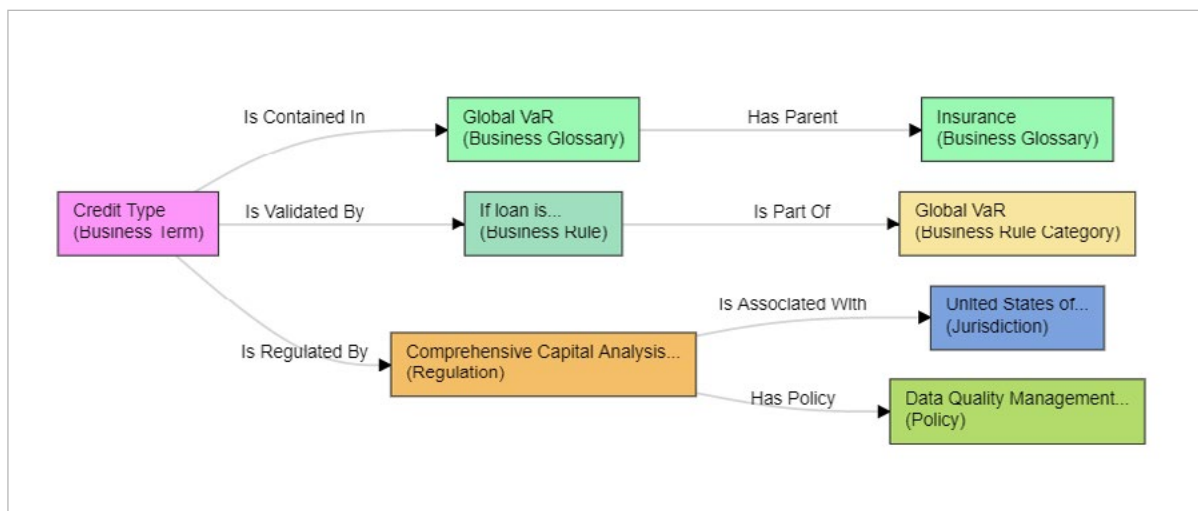 Is Contained In
Global VaR
(Business Glossary)
Has Parent
Insurance
(Business Glossary)
Credit Type
(Business Term)
Is Validated By
If loan is...
(Business Rule)
Is Part Of
Global VaR
(Business Rule Category)
Is Regulated By
Comprehensive Capital Analysis...
(Regulation)
Is Associated With
United States of...
(Jurisdiction)
Has Policy
Data Quality Management...
(Policy)